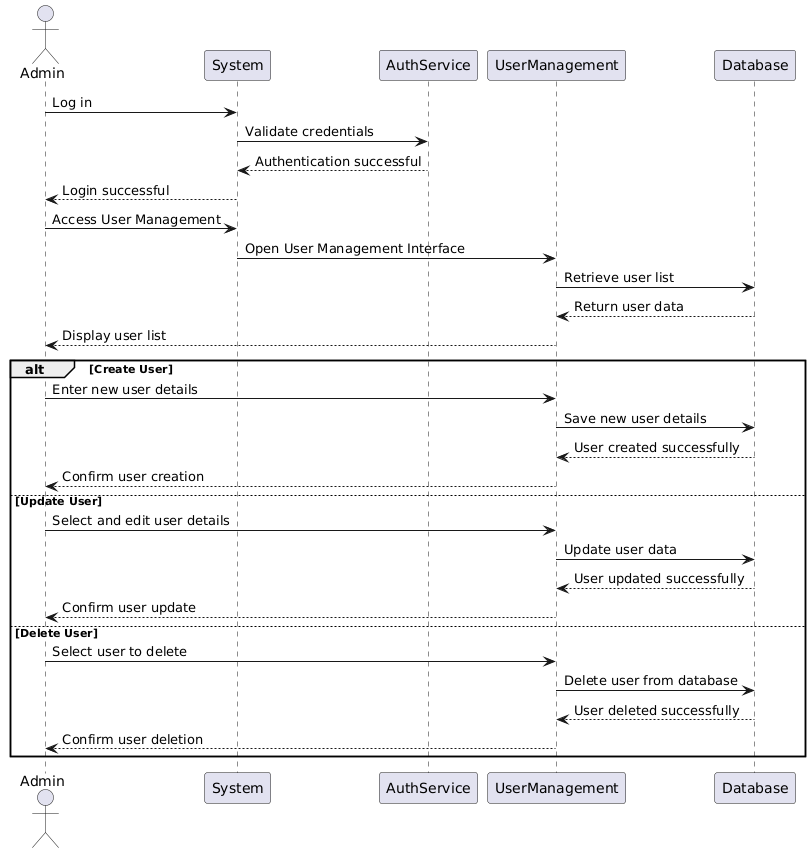 Admin
System
AuthService
UserManagement
Database
Log in
Validate credentials
Authentication successful
Login successful
Access User Management
Open User Management Interface
Retrieve user list
Return user data
Display user list
alt [Create User]
Enter new user details
Save new user details
User created successfully
Confirm user creation
[Update User]
Select and edit user details
Update user data
User updated successfully
Confirm user update
[Delete User]
Select user to delete
Delete user from database
User deleted successfully
Confirm user deletion
Admin
System
AuthService
UserManagement
Database